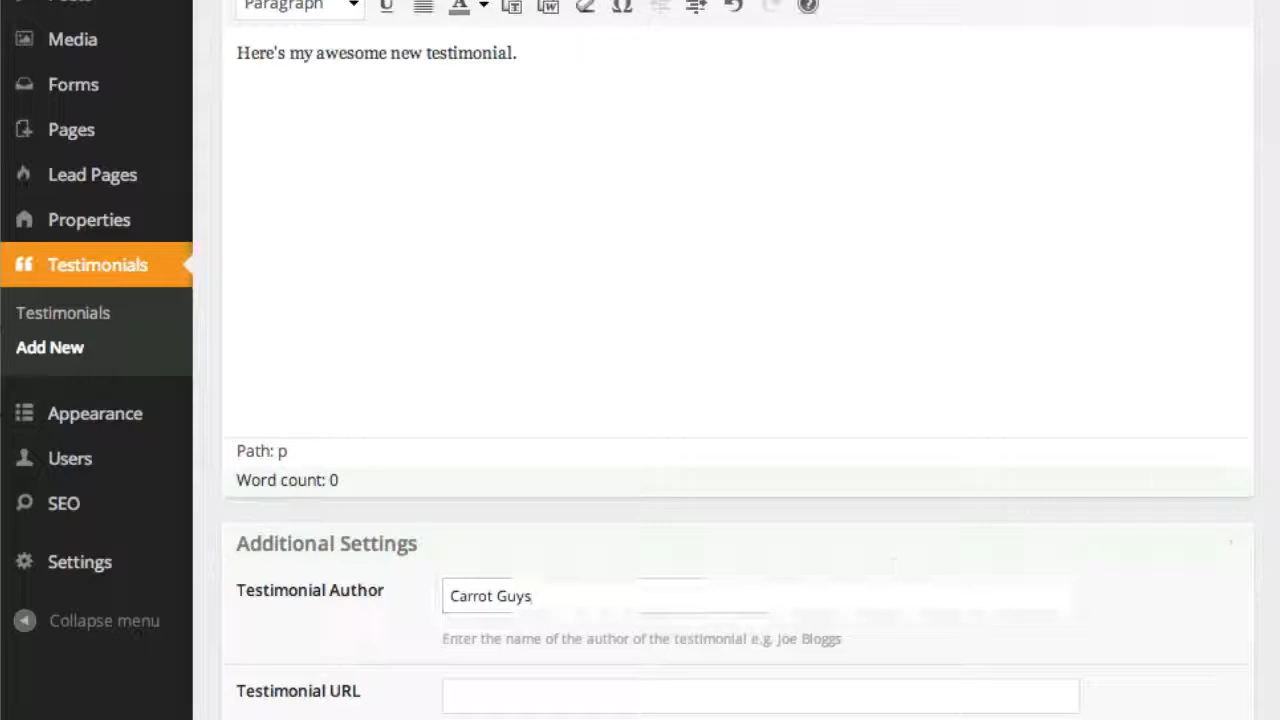 Paragraph
Media
Forms
Pages
Lead Pages
Properties
Testimonials
Testimonials
Add New
Appearance
Users
SEO
Settings
Collapse menu
Here's my awesome new testimonial.
Path: p
Word count: 0
Additional Settings
Testimonial Author
Carrot Guys
Enter the name of the author of the testimonial e.g. Joe Bloggs
Testimonial URL